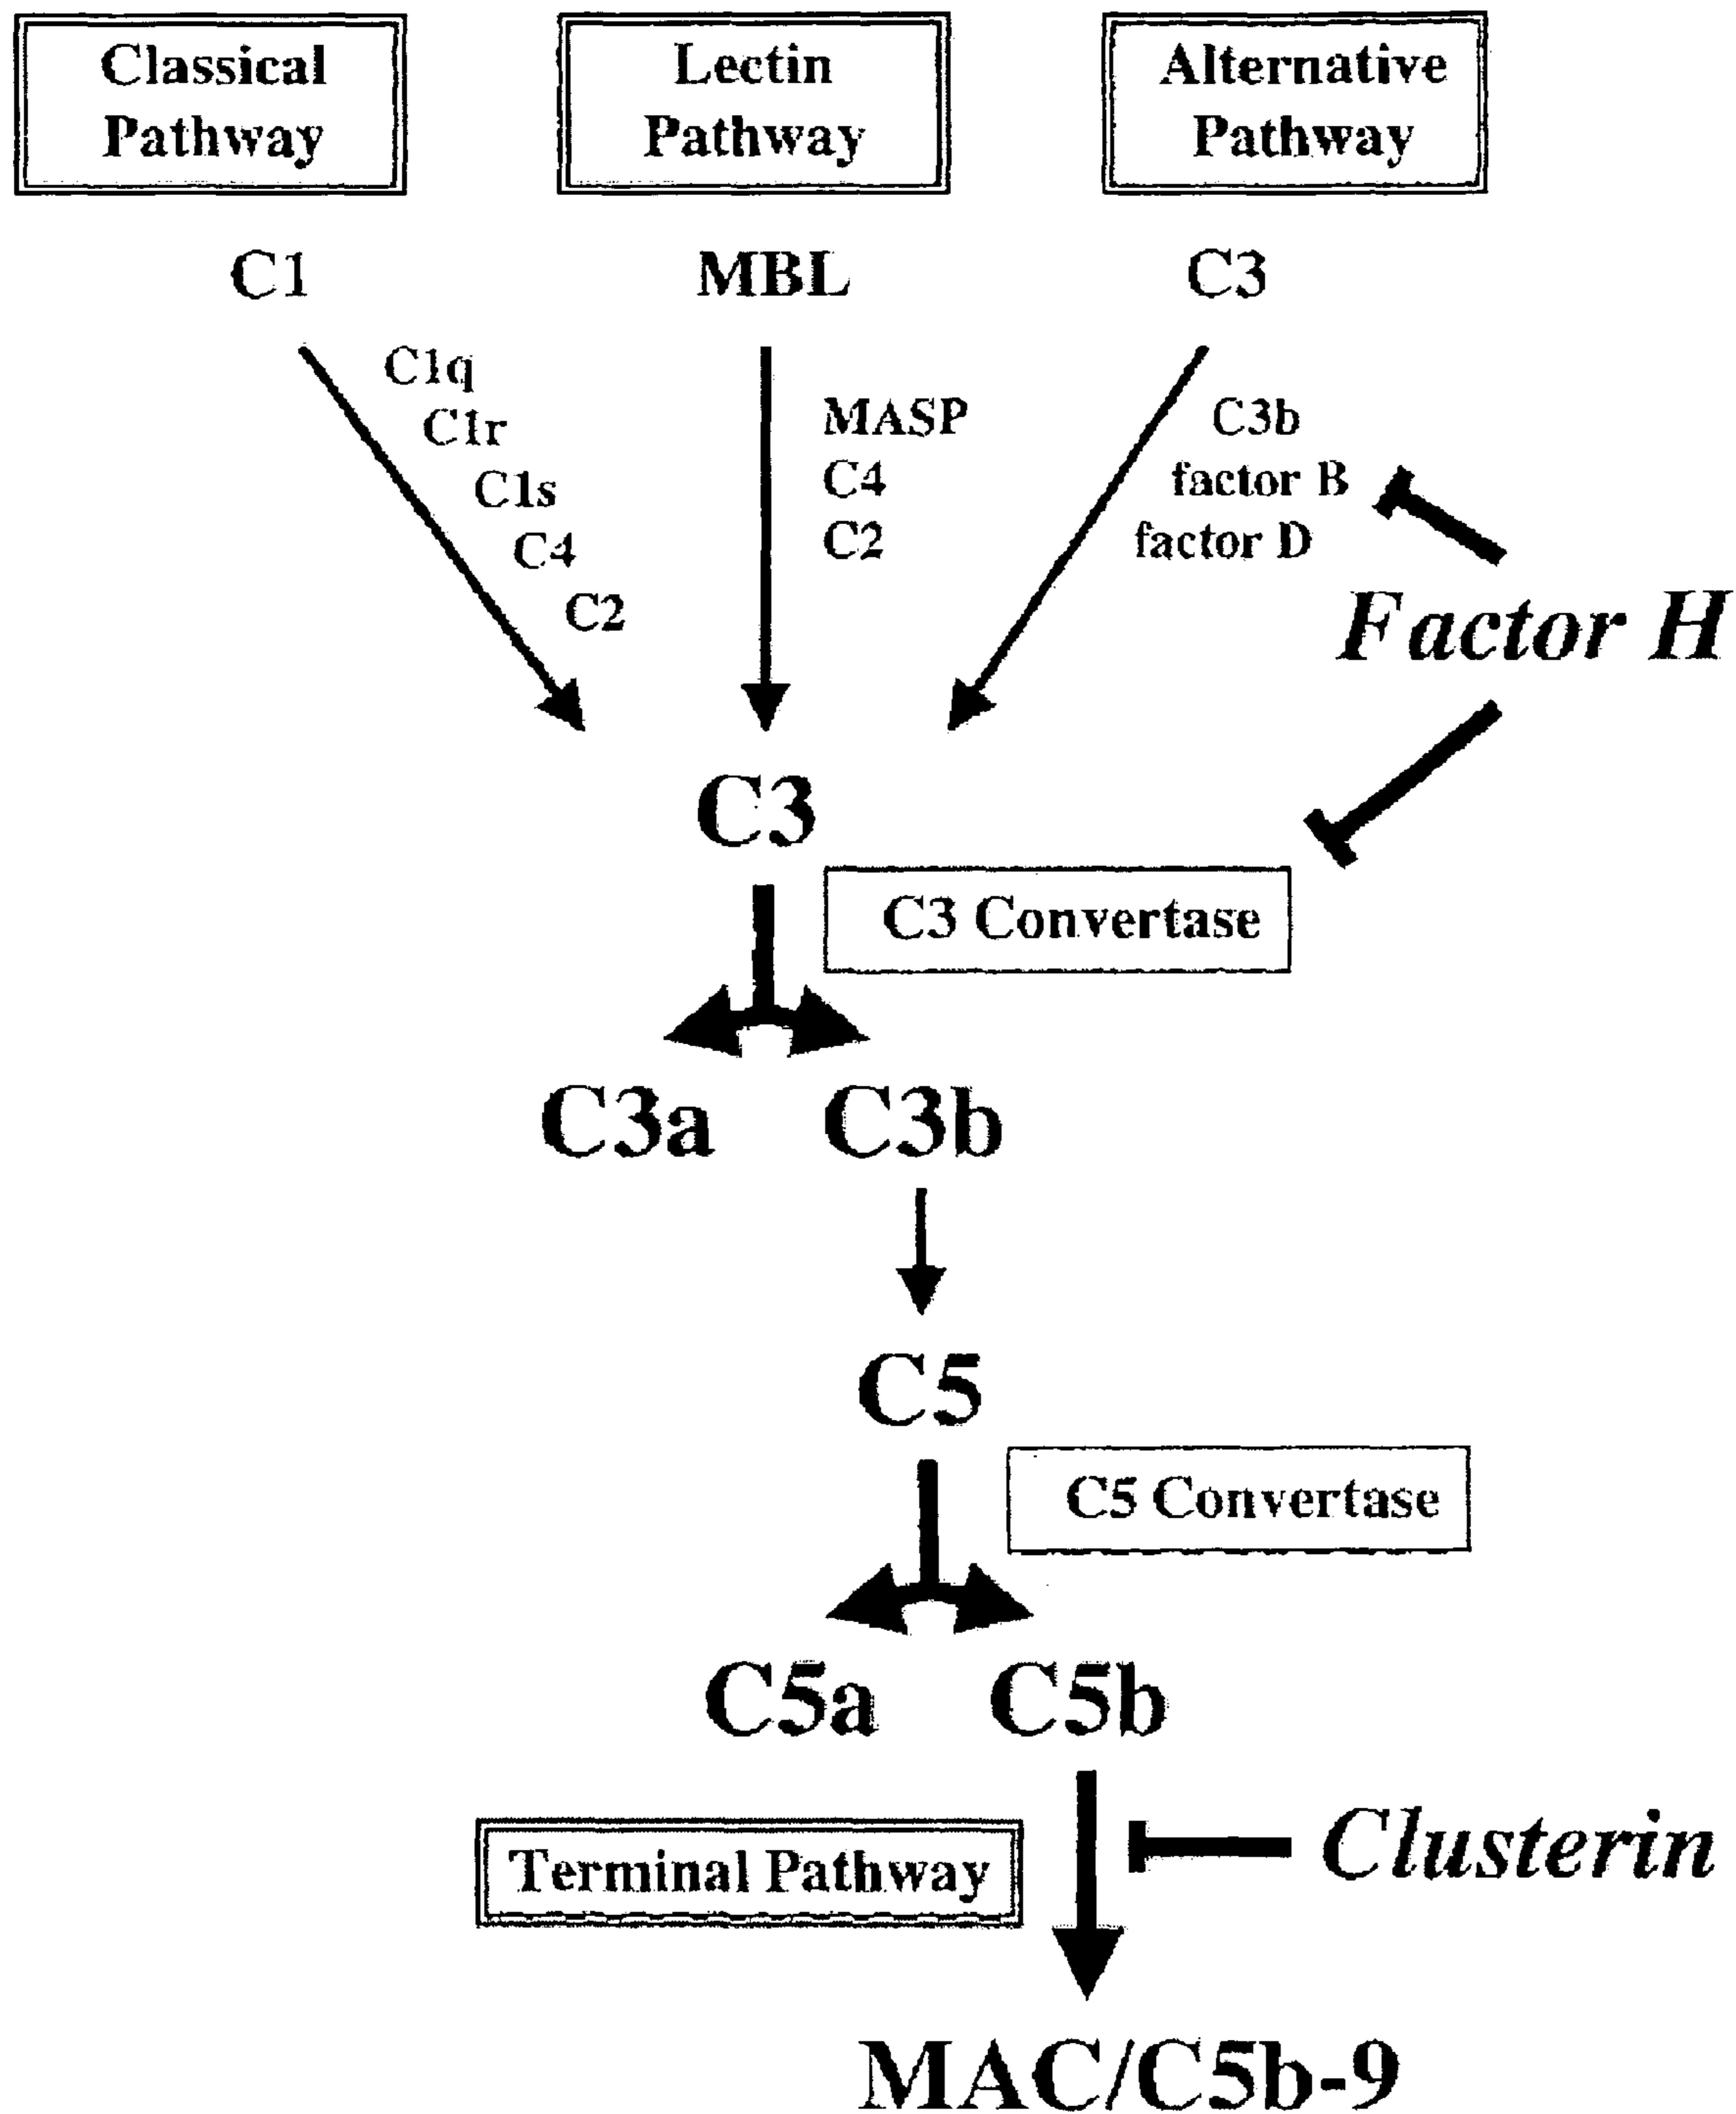 Classical
Pathway
Lectin
Pathway
Alternative
Pathway
C1
MBL
C3
C1q
C1r
C1s
C4
C2
MASP
C4
C2
C3b
factor B
factor D
Factor H
C3
C3 Convertase
C3a
C3b
C5
C5 Convertase
C5a
C5b
Terminal Pathway
Clusterin
MAC/C5b-9